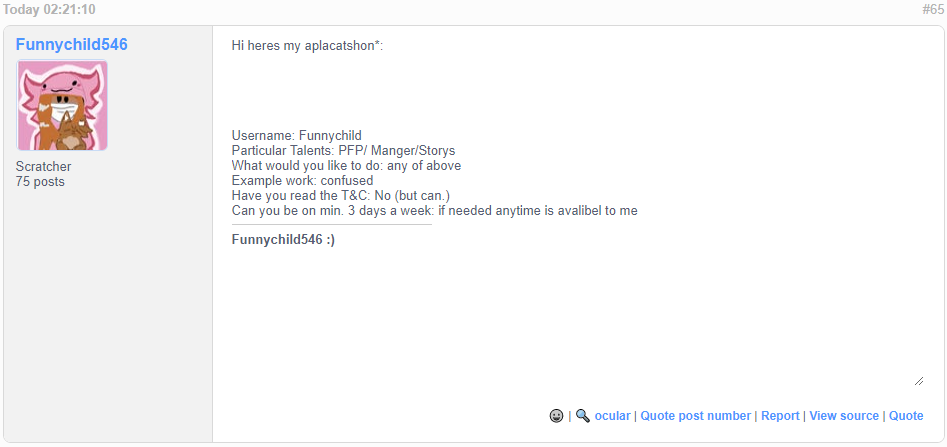 Today 02:21:10
#65
Funnychild546
Scratcher
75 posts
Hi heres my aplacatshon*:
Username: Funnychild
Particular Talents: PFP/ Manger/Storys
What would you like to do: any of above
Example work: confused
Have you read the T&C: No (but can.)
Can you be on min. 3 days a week: if needed anytime is avalibel to me
Funnychild546 :)
| ocular | Quote post number | Report | View source | Quote